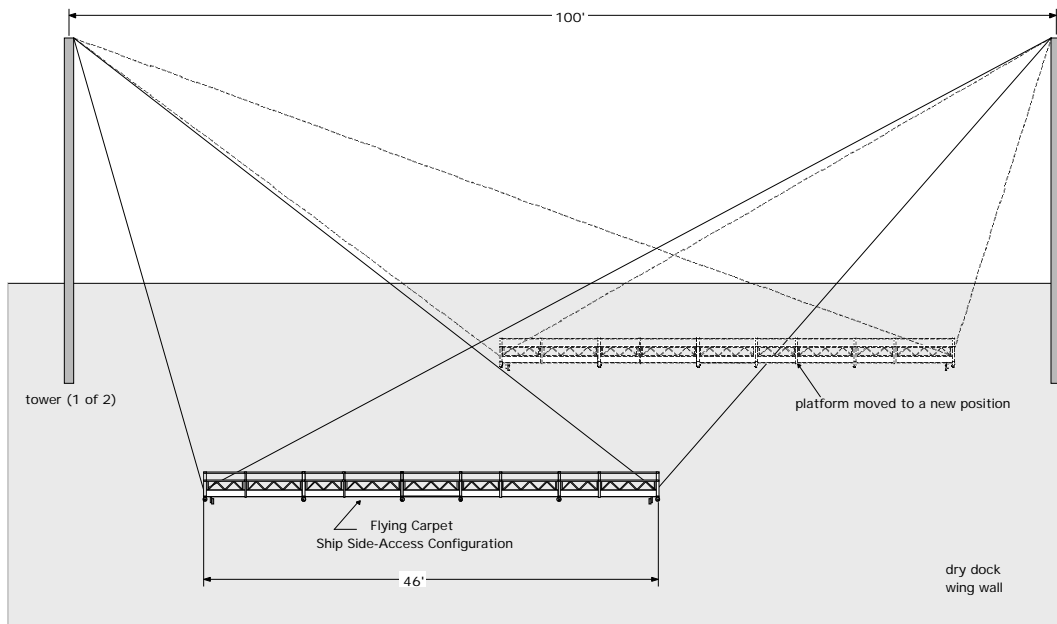 100'
tower (1 of 2)
platform moved to a new position
Flying Carpet
Ship Side-Access Configuration
46'
dry dock
wing wall